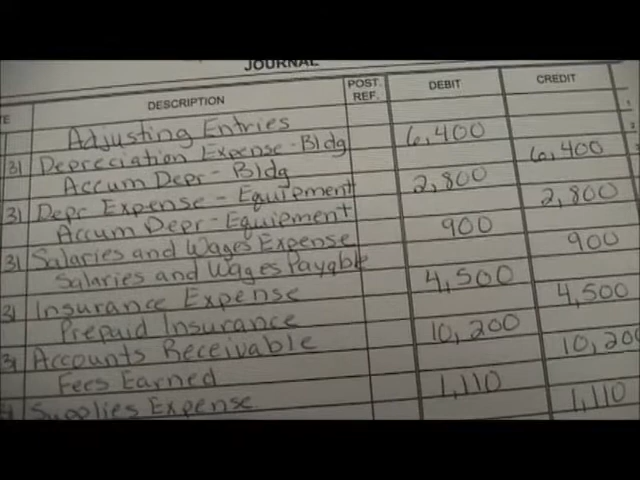 JOURNAL
DESCRIPTION POST. REF. DEBIT CREDIT
Adjusting Entries
31 Depreciation Expense - Bldg 6,400
Accum Depr - Bldg 6,400
31 Depr Expense - Equipment 2,800
Accum Depr - Equipment 2,800
31 Salaries and Wages Expense 900
Salaries and Wages Payable 900
31 Insurance Expense 4,500
Prepaid Insurance 4,500
31 Accounts Receivable 10,200
Fees Earned 10,200
Supplies Expense 1,110
1,110